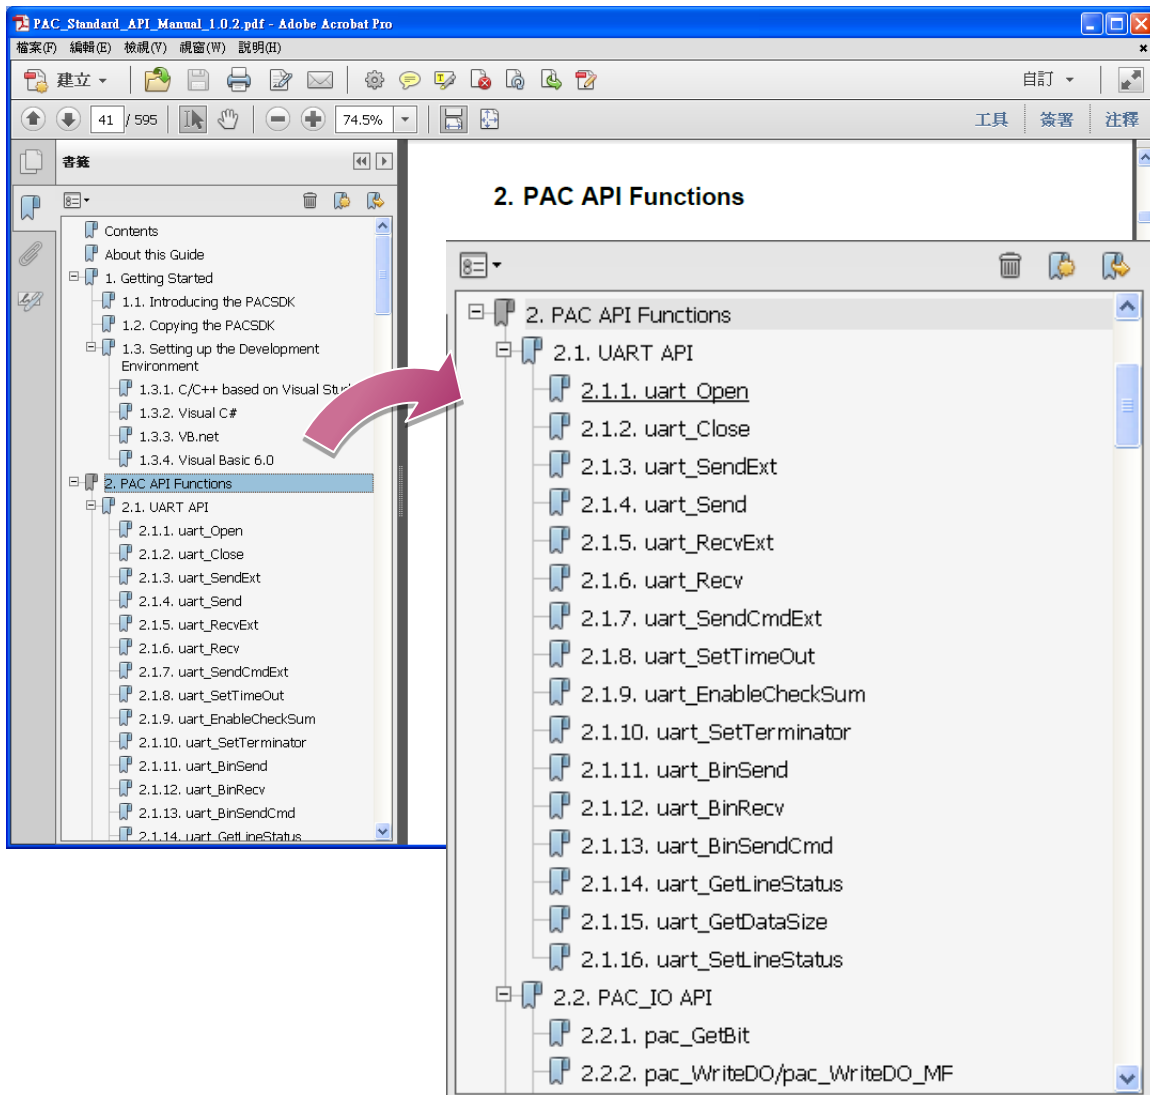 PAC_Standard_API_Manual_1.0.2.pdf - Adobe Acrobat Pro
檔案(F) 編輯(E) 檢視(V) 視窗(W) 說明(H)
建立
自訂
41 / 595
74.5%
工具 簽署 注釋
書籤
Contents
About this Guide
1. Getting Started
1.1. Introducing the PACSDK
1.2. Copying the PACSDK
1.3. Setting up the Development
Environment
1.3.1. C/C++ based on Visual
1.3.2. Visual C#
1.3.3. VB.net
1.3.4. Visual Basic 6.0
2. PAC API Functions
2.1. UART API
2.1.1. uart_Open
2.1.2. uart_Close
2.1.3. uart_SendExt
2.1.4. uart_Send
2.1.5. uart_RecvExt
2.1.6. uart_Recv
2.1.7. uart_SendCmdExt
2.1.8. uart_SetTimeOut
2.1.9. uart_EnableCheckSum
2.1.10. uart_SetTerminator
2.1.11. uart_BinSend
2.1.12. uart_BinRecv
2.1.13. uart_BinSendCmd
2.1.14. uart_GetLineStatus
2. PAC API Functions
2. PAC API Functions
2.1. UART API
2.1.1. uart_Open
2.1.2. uart_Close
2.1.3. uart_SendExt
2.1.4. uart_Send
2.1.5. uart_RecvExt
2.1.6. uart_Recv
2.1.7. uart_SendCmdExt
2.1.8. uart_SetTimeOut
2.1.9. uart_EnableCheckSum
2.1.10. uart_SetTerminator
2.1.11. uart_BinSend
2.1.12. uart_BinRecv
2.1.13. uart_BinSendCmd
2.1.14. uart_GetLineStatus
2.1.15. uart_GetDataSize
2.1.16. uart_SetLineStatus
2.2. PAC_IO API
2.2.1. pac_GetBit
2.2.2. pac_WriteDO/pac_WriteDO_MF